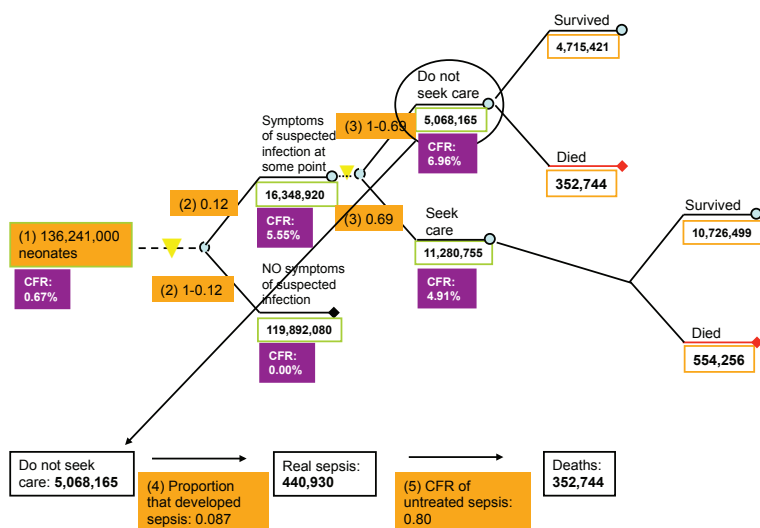 Survived
4,715,421
Do not
seek care
(3) 1-0.69
5,068,165
CFR:
6.96%
Died
352,744
Symptoms
of suspected
infection at
some point
16,348,920
CFR:
5.55%
(2) 0.12
(3) 0.69
Seek
care
11,280,755
CFR:
4.91%
Survived
10,726,499
(1) 136,241,000
neonates
CFR:
0.67%
(2) 1-0.12
NO symptoms
of suspected
infection
119,892,080
CFR:
0.00%
Died
554,256
Do not seek
care: 5,068,165
(4) Proportion
that developed
sepsis: 0.087
Real sepsis:
440,930
(5) CFR of
untreated sepsis:
0.80
Deaths:
352,744